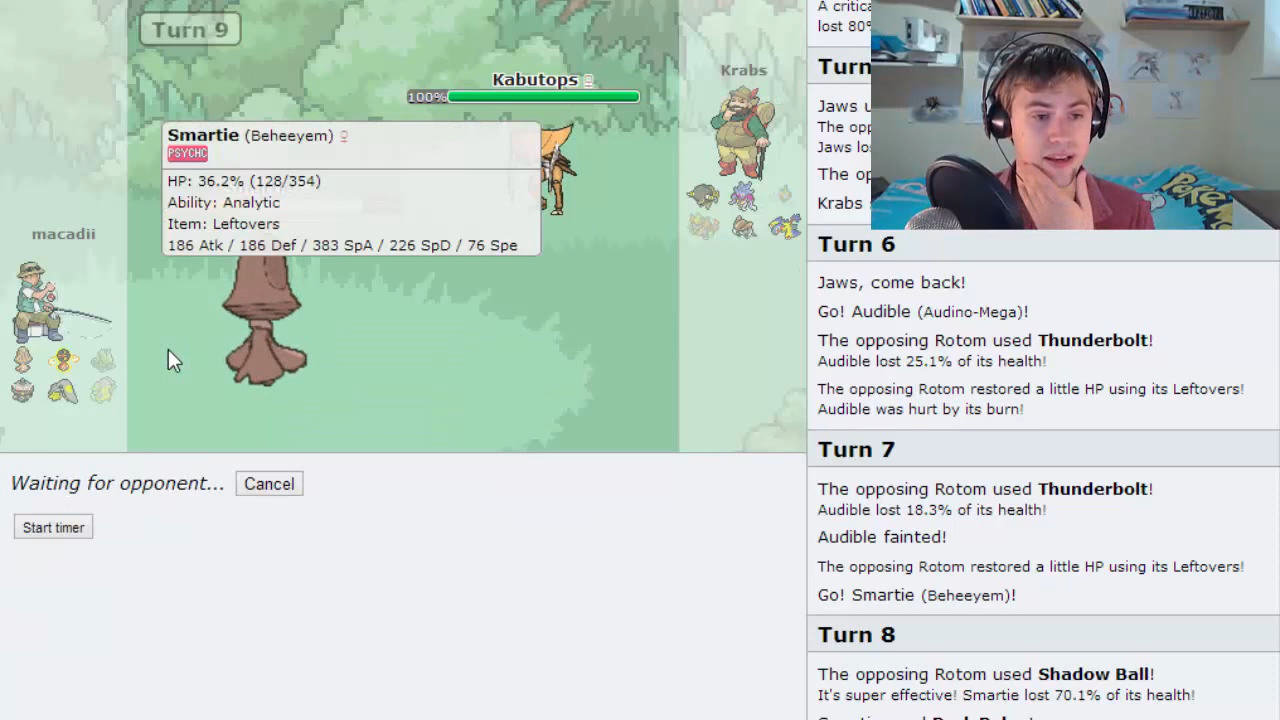 Turn 9
Kabutops
100%
Krabs
macadii
Smartie (Beheeyem) ♀
PSYCHC
HP: 36.2% (128/354)
Ability: Analytic
Item: Leftovers
186 Atk / 186 Def / 383 SpA / 226 SpD / 76 Spe
Waiting for opponent...
Cancel
Start timer
A critica
lost 80%
Turn
Jaws u
The opp
Jaws los
The op
Krabs
Turn 6
Jaws, come back!
Go! Audible (Audino-Mega)!
The opposing Rotom used Thunderbolt!
Audible lost 25.1% of its health!
The opposing Rotom restored a little HP using its Leftovers!
Audible was hurt by its burn!
Turn 7
The opposing Rotom used Thunderbolt!
Audible lost 18.3% of its health!
Audible fainted!
The opposing Rotom restored a little HP using its Leftovers!
Go! Smartie (Beheeyem)!
Turn 8
The opposing Rotom used Shadow Ball!
It's super effective! Smartie lost 70.1% of its health!